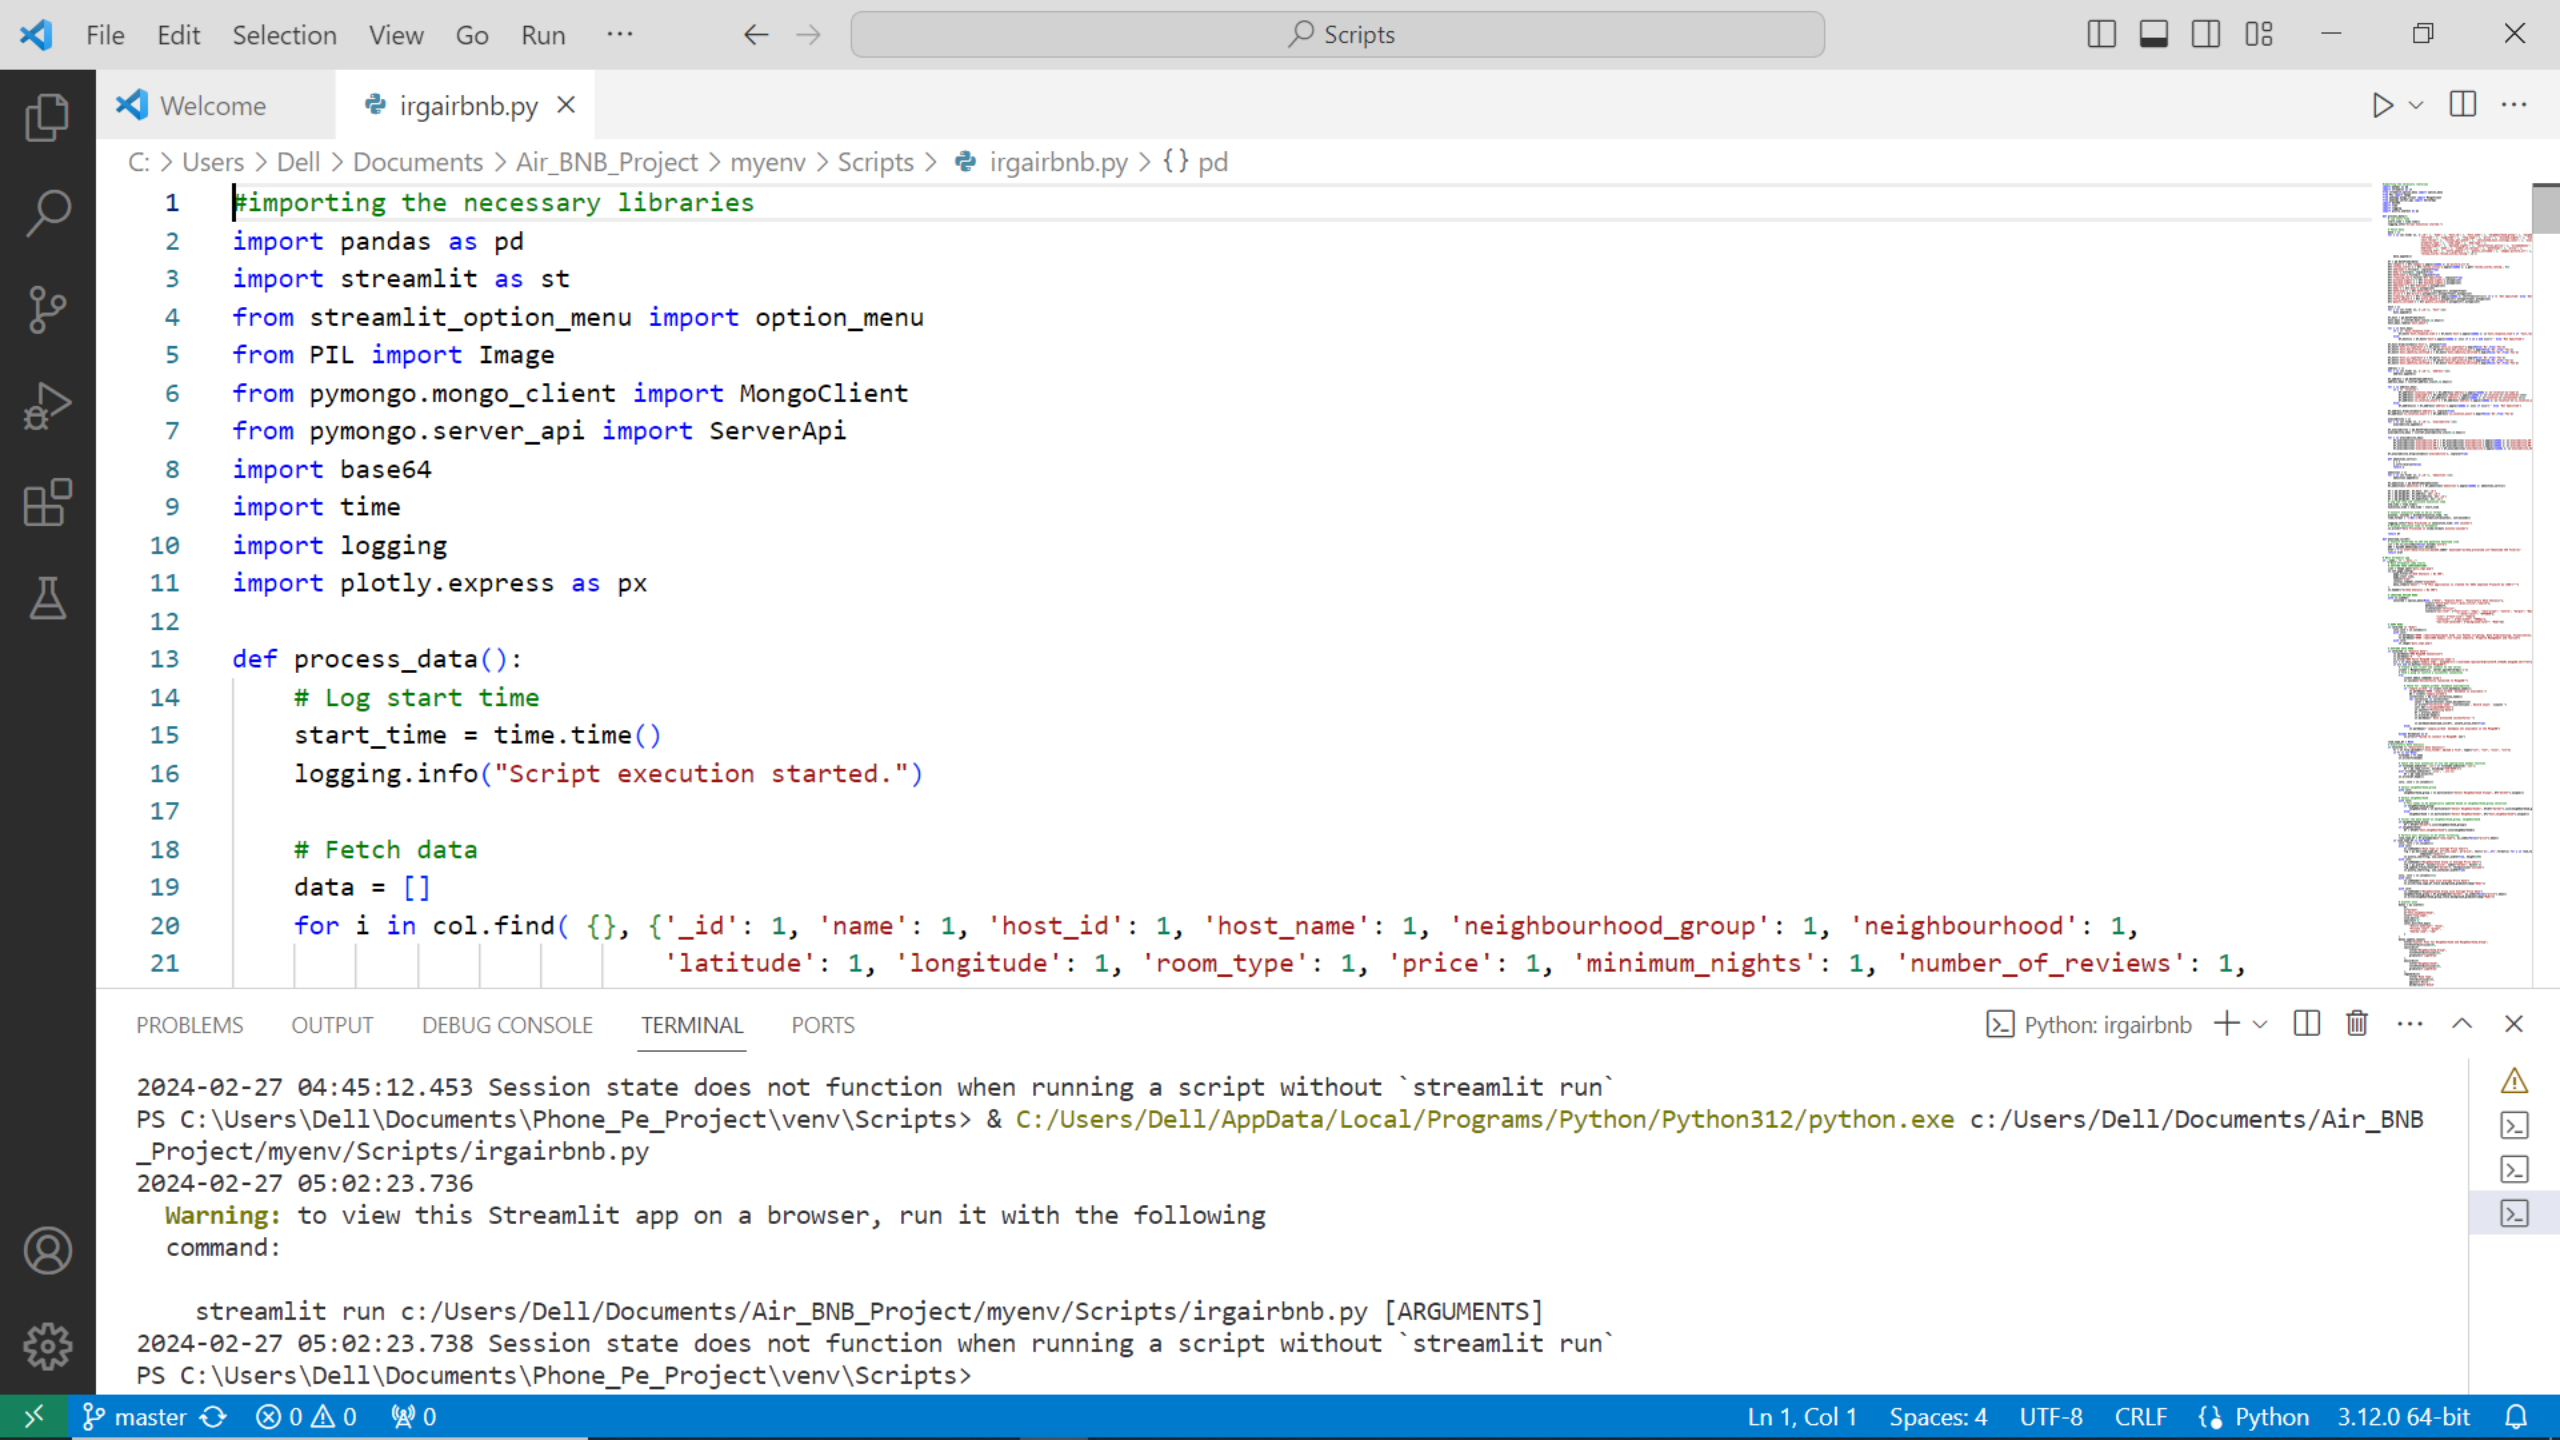 File Edit Selection View Go Run ··· Scripts
Welcome irgairbnb.py
C: > Users > Dell > Documents > Air_BNB_Project > myenv > Scripts > irgairbnb.py > {} pd
1 #importing the necessary libraries
2 import pandas as pd
3 import streamlit as st
4 from streamlit_option_menu import option_menu
5 from PIL import Image
6 from pymongo.mongo_client import MongoClient
7 from pymongo.server_api import ServerApi
8 import base64
9 import time
10 import logging
11 import plotly.express as px
12
13 def process_data():
14 # Log start time
15 start_time = time.time()
16 logging.info("Script execution started.")
17
18 # Fetch data
19 data = []
20 for i in col.find( {}, {'_id': 1, 'name': 1, 'host_id': 1, 'host_name': 1, 'neighbourhood_group': 1, 'neighbourhood': 1,
21 'latitude': 1, 'longitude': 1, 'room_type': 1, 'price': 1, 'minimum_nights': 1, 'number_of_reviews': 1,
PROBLEMS OUTPUT DEBUG CONSOLE TERMINAL PORTS Python: irgairbnb
2024-02-27 04:45:12.453 Session state does not function when running a script without `streamlit run`
PS C:\Users\Dell\Documents\Phone_Pe_Project\venv\Scripts> & C:/Users/Dell/AppData/Local/Programs/Python/Python312/python.exe c:/Users/Dell/Documents/Air_BNB
_Project/myenv/Scripts/irgairbnb.py
2024-02-27 05:02:23.736
Warning: to view this Streamlit app on a browser, run it with the following
command:
streamlit run c:/Users/Dell/Documents/Air_BNB_Project/myenv/Scripts/irgairbnb.py [ARGUMENTS]
2024-02-27 05:02:23.738 Session state does not function when running a script without `streamlit run`
PS C:\Users\Dell\Documents\Phone_Pe_Project\venv\Scripts>
master 0 0 0 Ln 1, Col 1 Spaces: 4 UTF-8 CRLF Python 3.12.0 64-bit